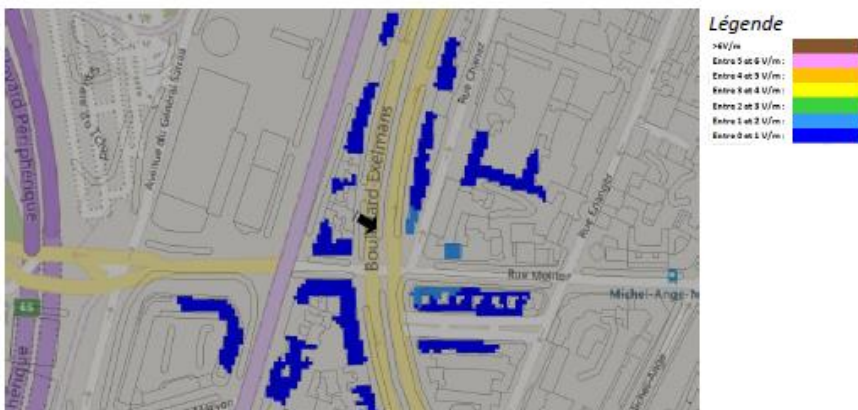 Légende
>6V/m
Entre 5 et 6 V/m :
Entre 4 et 5 V/m :
Entre 3 et 4 V/m :
Entre 2 et 3 V/m :
Entre 1 et 2 V/m :
Entre 0 et 1 V/m :
Boulevard Exelmans
Rue Chanez
Rue Erlanger
Rue Molitor
Avenue du Général Sarrail
Boulevard Périphérique
Michel-Ange